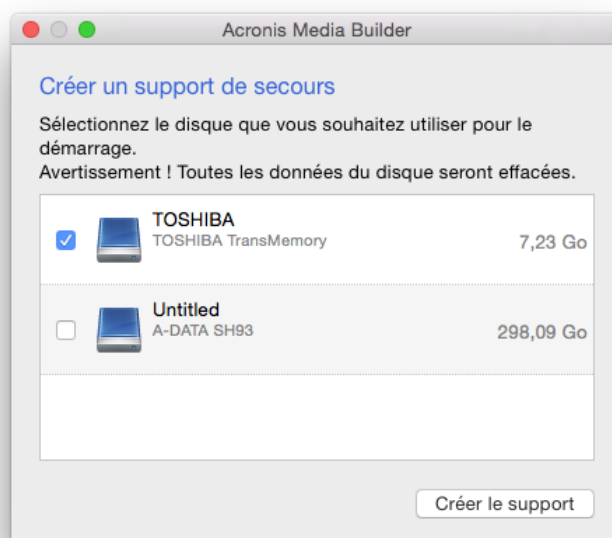 Acronis Media Builder
Créer un support de secours
Sélectionnez le disque que vous souhaitez utiliser pour le
démarrage.
Avertissement ! Toutes les données du disque seront effacées.
TOSHIBA
TOSHIBA TransMemory
7,23 Go
Untitled
A-DATA SH93
298,09 Go
Créer le support